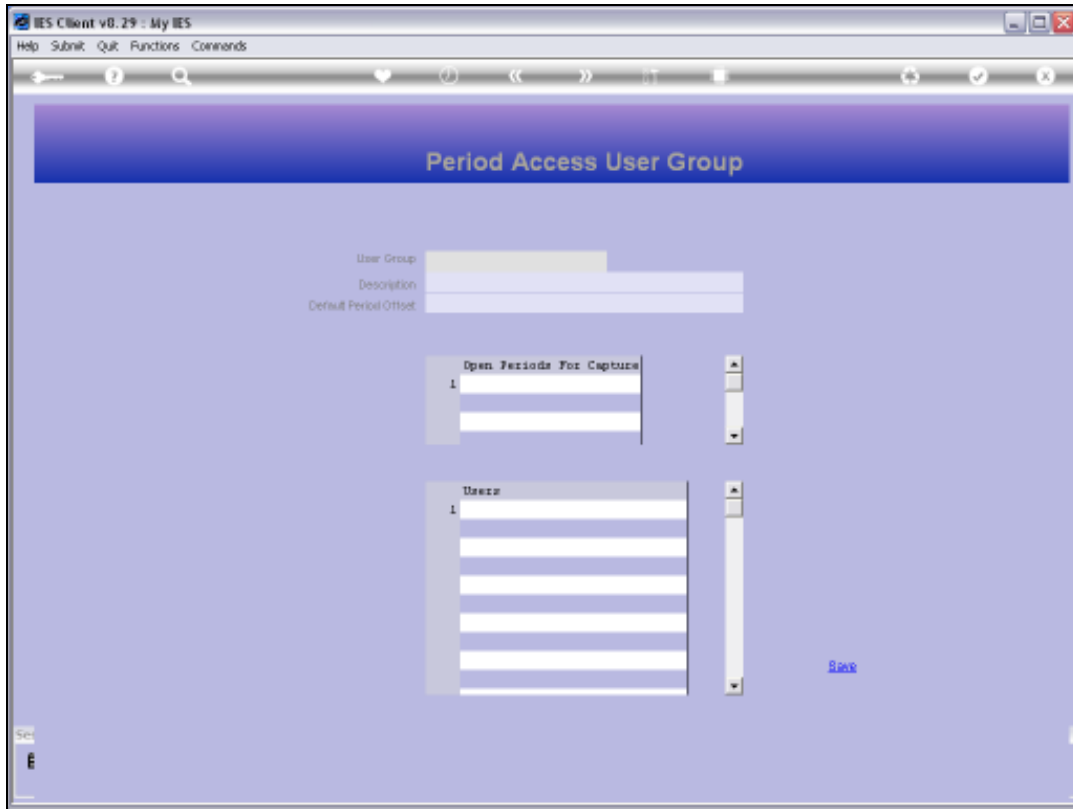 IES Client v8.29 : My IES
Help Submit Quit Functions Commands
Period Access User Group
User Group
Description
Default Period Offset
Open Periods For Capture
1
Users
1
Save